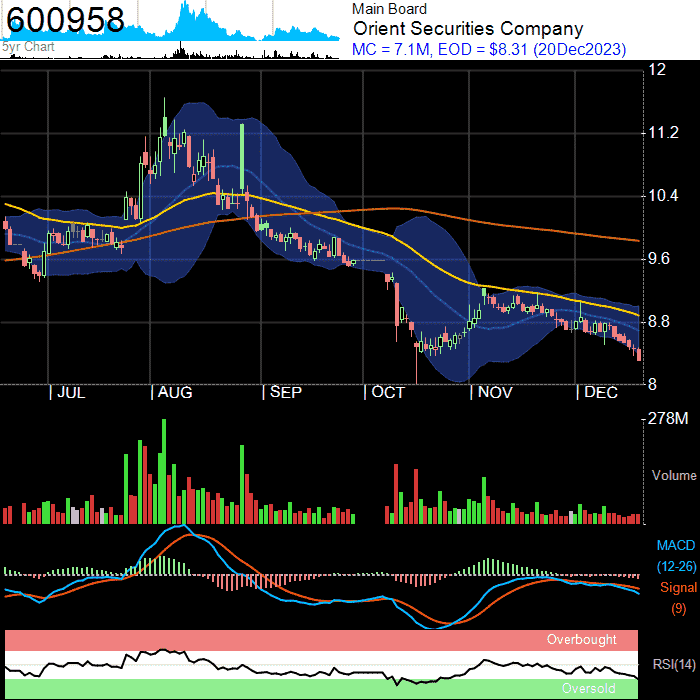 600958
5yr Chart
Main Board
Orient Securities Company
MC = 7.1M, EOD = $8.31 (20Dec2023)
12
11.2
10.4
9.6
8.8
8
| JUL | AUG | SEP | OCT | NOV | DEC
278M
Volume
MACD
(12-26)
Signal
(9)
Overbought
RSI(14)
Oversold